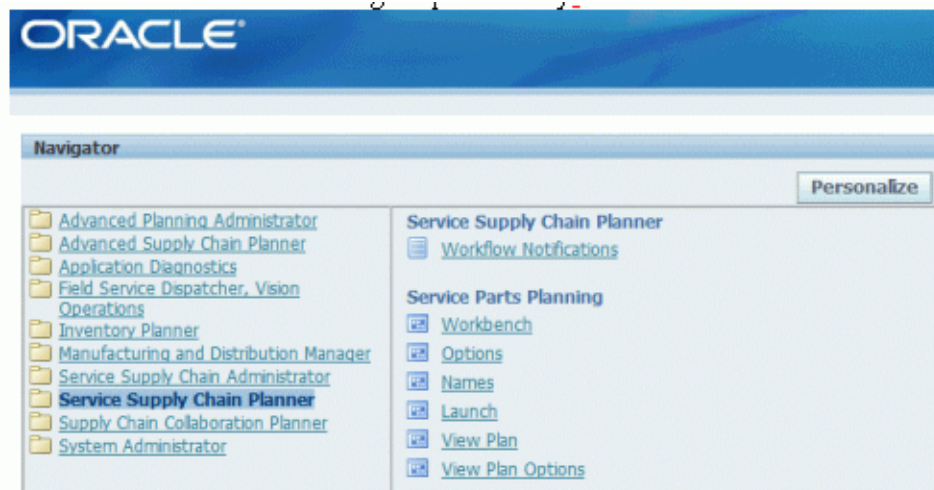 ORACLE®
Navigator
Personalize
Advanced Planning Administrator
Advanced Supply Chain Planner
Application Diagnostics
Field Service Dispatcher, Vision
Operations
Inventory Planner
Manufacturing and Distribution Manager
Service Supply Chain Administrator
Service Supply Chain Planner
Supply Chain Collaboration Planner
System Administrator
Service Supply Chain Planner
Workflow Notifications
Service Parts Planning
Workbench
Options
Names
Launch
View Plan
View Plan Options